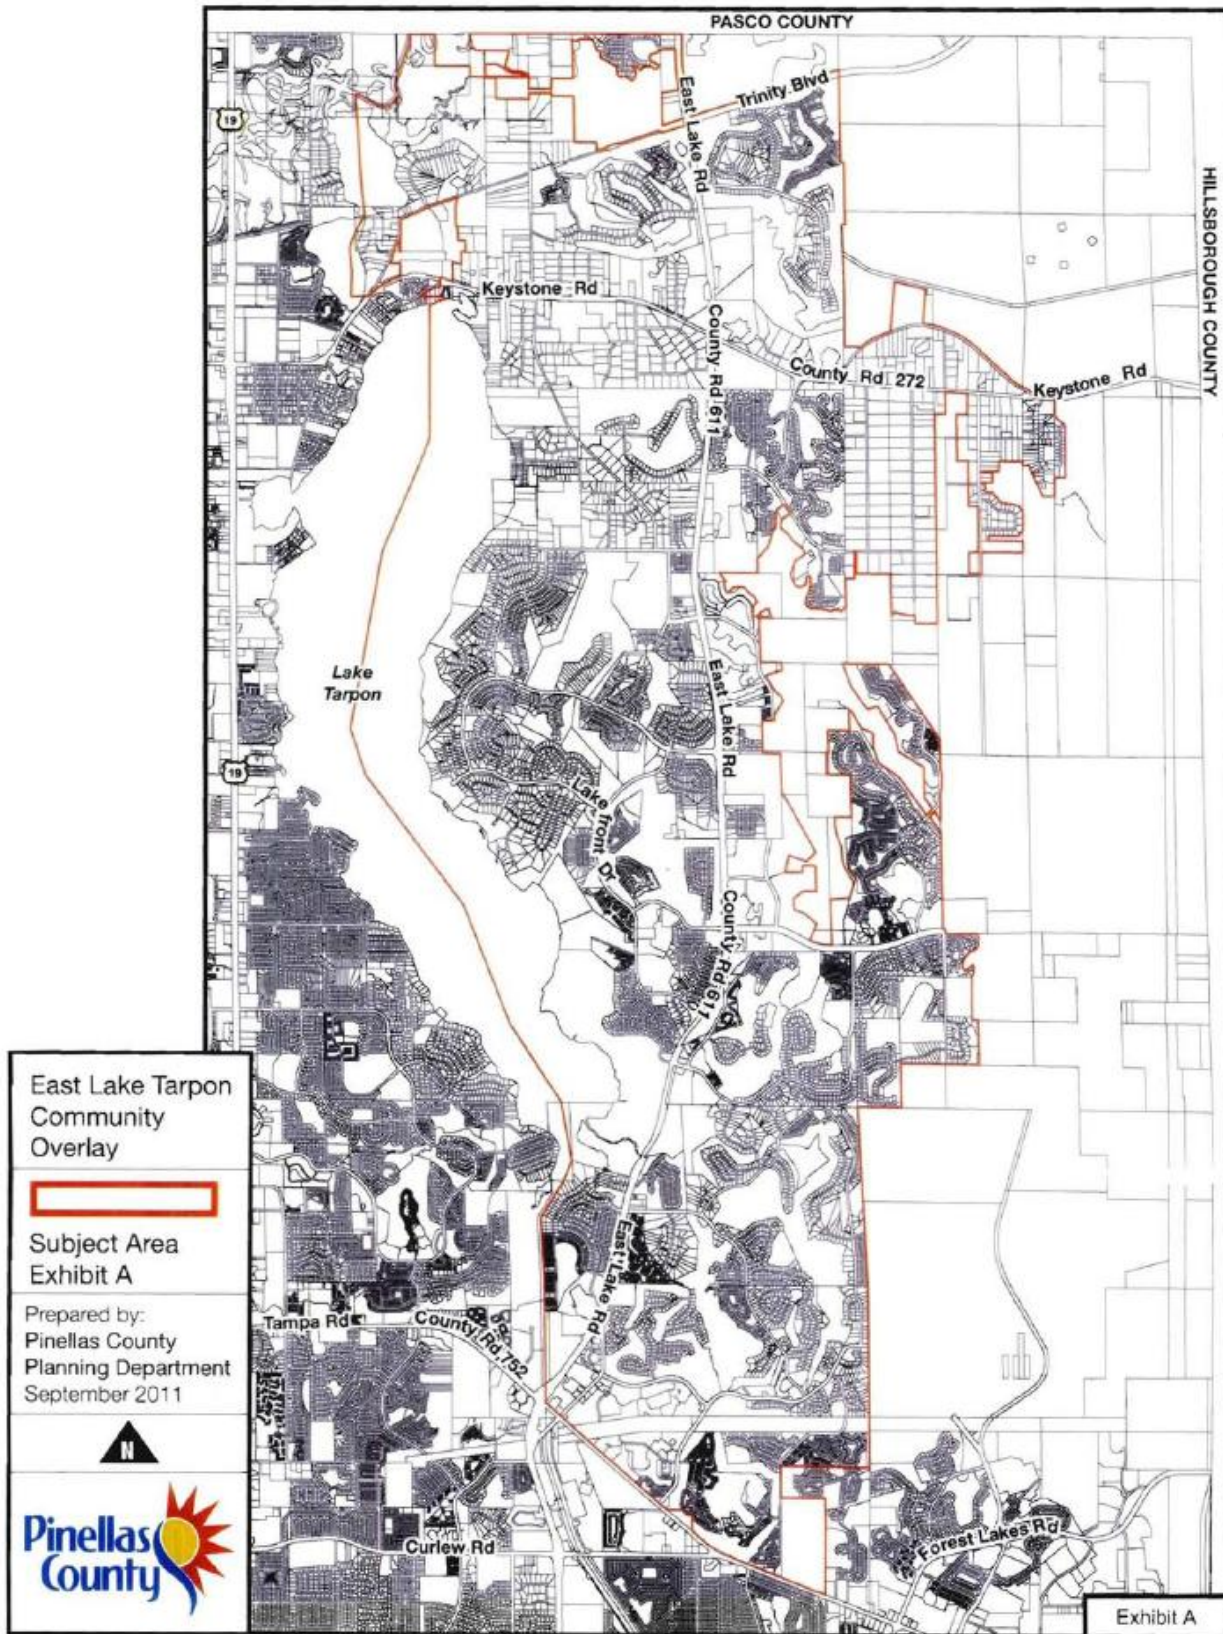 PASCO COUNTY
HILLSBOROUGH COUNTY
19
East Lake Rd
Trinity Blvd
Keystone Rd
County Rd 611
County Rd 272
Keystone Rd
Lake
Tarpon
East Lake Rd
19
Lake front Dr
County Rd 611
East Lake Rd
Tampa Rd
County Rd 752
Curlew Rd
Forest Lakes Rd
East Lake Tarpon
Community
Overlay
Subject Area
Exhibit A
Prepared by:
Pinellas County
Planning Department
September 2011
N
Pinellas
County
Exhibit A